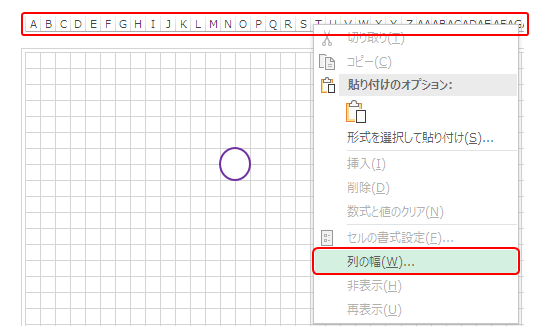 A B C D E F G H I J K L M N O P Q R S T U V W X Y Z AA AB AC AD AE AF AG
切り取り(T)
コピー(C)
貼り付けのオプション:
形式を選択して貼り付け(S)...
挿入(I)
削除(D)
数式と値のクリア(N)
セルの書式設定(F)...
列の幅(W)...
非表示(H)
再表示(U)